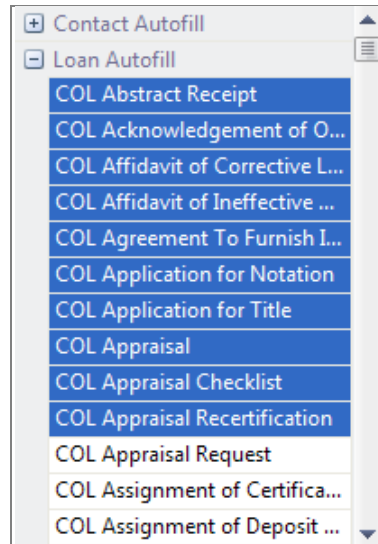 Contact Autofill
Loan Autofill
COL Abstract Receipt
COL Acknowledgement of O...
COL Affidavit of Corrective L...
COL Affidavit of Ineffective ...
COL Agreement To Furnish I...
COL Application for Notation
COL Application for Title
COL Appraisal
COL Appraisal Checklist
COL Appraisal Recertification
COL Appraisal Request
COL Assignment of Certifica...
COL Assignment of Deposit ...